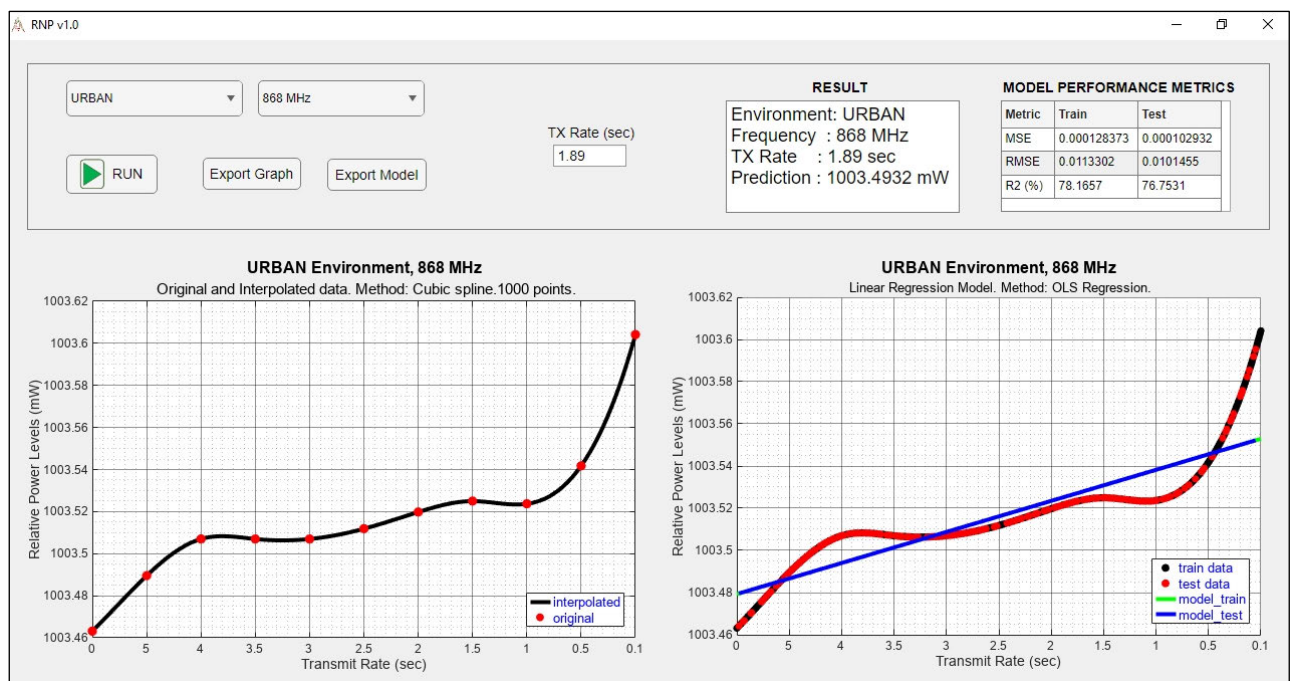 RNP v1.0
URBAN
868 MHz
TX Rate (sec)
1.89
RUN
Export Graph
Export Model
RESULT
Environment: URBAN
Frequency : 868 MHz
TX Rate : 1.89 sec
Prediction : 1003.4932 mW
MODEL PERFORMANCE METRICS
Metric Train Test
MSE 0.000128373 0.000102932
RMSE 0.0113302 0.0101455
R2 (%) 78.1657 76.7531
URBAN Environment, 868 MHz
Original and Interpolated data. Method: Cubic spline.1000 points.
Relative Power Levels (mW)
1003.62
1003.6
1003.58
1003.56
1003.54
1003.52
1003.5
1003.48
1003.46
0 5 4 3.5 3 2.5 2 1.5 1 0.5 0.1
Transmit Rate (sec)
interpolated
original
URBAN Environment, 868 MHz
Linear Regression Model. Method: OLS Regression.
Relative Power Levels (mW)
1003.62
1003.6
1003.58
1003.56
1003.54
1003.52
1003.5
1003.48
1003.46
0 5 4 3.5 3 2.5 2 1.5 1 0.5 0.1
Transmit Rate (sec)
train data
test data
model_train
model_test